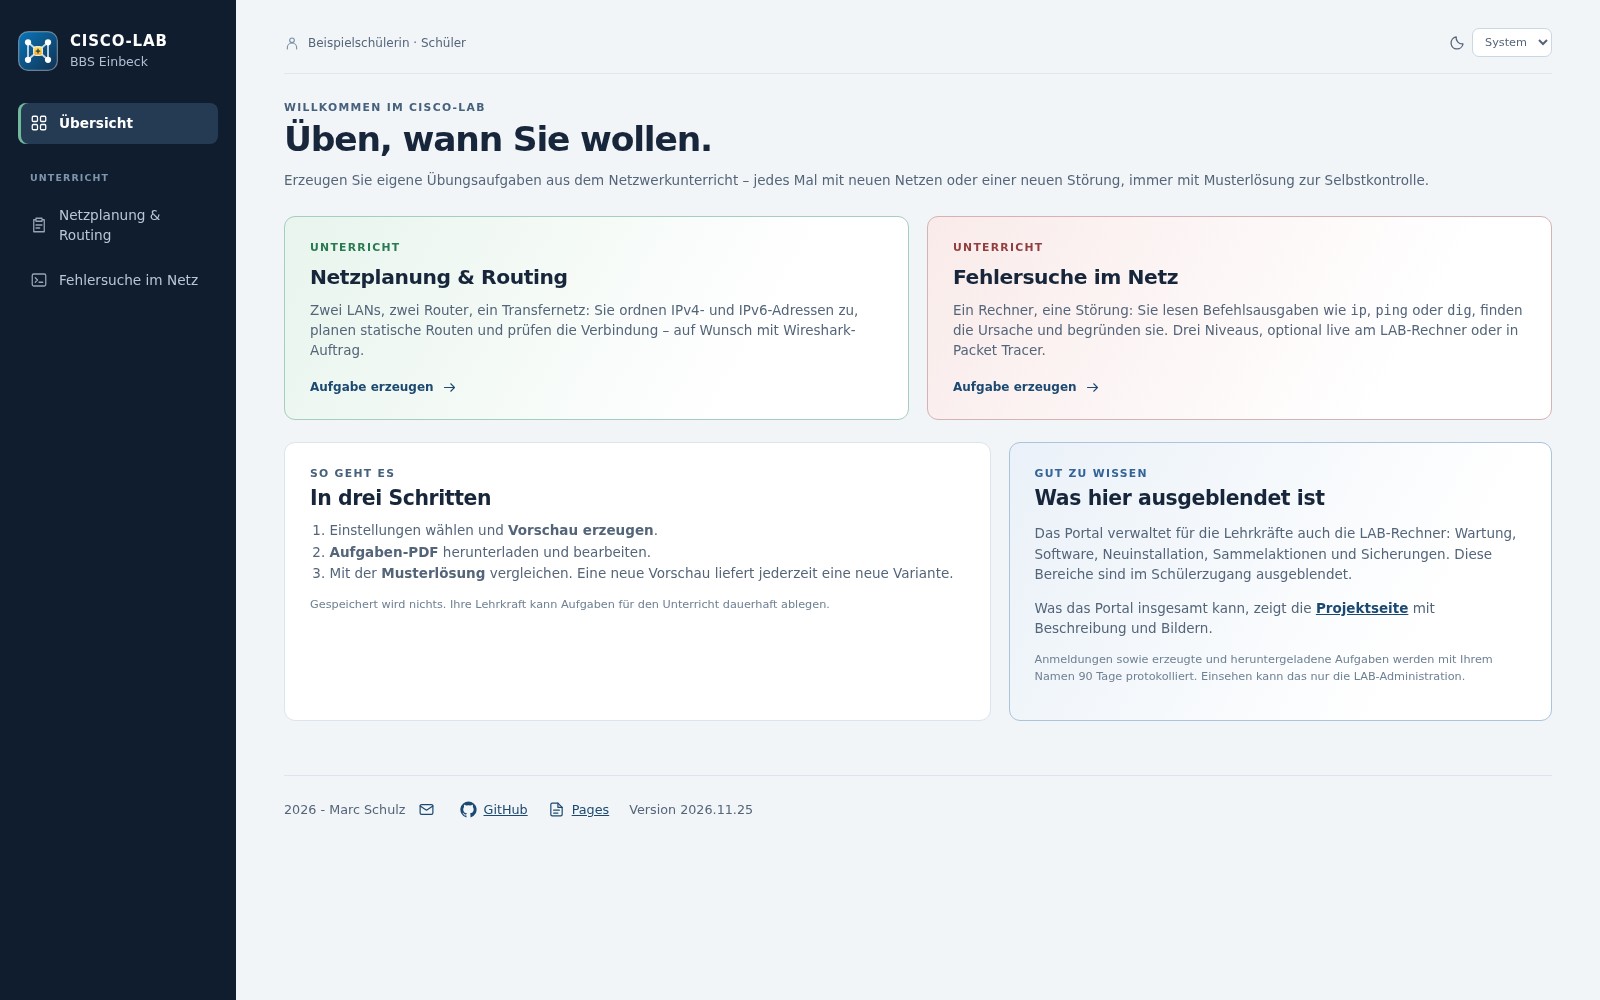 CISCO-LAB
BBS Einbeck
Übersicht
UNTERRICHT
Netzplanung &
Routing
Fehlersuche im Netz
Beispielschülerin · Schüler
System
WILLKOMMEN IM CISCO-LAB
Üben, wann Sie wollen.
Erzeugen Sie eigene Übungsaufgaben aus dem Netzwerkunterricht – jedes Mal mit neuen Netzen oder einer neuen Störung, immer mit Musterlösung zur Selbstkontrolle.
UNTERRICHT
Netzplanung & Routing
Zwei LANs, zwei Router, ein Transfernetz: Sie ordnen IPv4- und IPv6-Adressen zu,
planen statische Routen und prüfen die Verbindung – auf Wunsch mit Wireshark-
Auftrag.
Aufgabe erzeugen →
UNTERRICHT
Fehlersuche im Netz
Ein Rechner, eine Störung: Sie lesen Befehlsausgaben wie ip, ping oder dig, finden
die Ursache und begründen sie. Drei Niveaus, optional live am LAB-Rechner oder in
Packet Tracer.
Aufgabe erzeugen →
SO GEHT ES
In drei Schritten
1. Einstellungen wählen und Vorschau erzeugen.
2. Aufgaben-PDF herunterladen und bearbeiten.
3. Mit der Musterlösung vergleichen. Eine neue Vorschau liefert jederzeit eine neue Variante.
Gespeichert wird nichts. Ihre Lehrkraft kann Aufgaben für den Unterricht dauerhaft ablegen.
GUT ZU WISSEN
Was hier ausgeblendet ist
Das Portal verwaltet für die Lehrkräfte auch die LAB-Rechner: Wartung,
Software, Neuinstallation, Sammelaktionen und Sicherungen. Diese
Bereiche sind im Schülerzugang ausgeblendet.
Was das Portal insgesamt kann, zeigt die Projektseite mit
Beschreibung und Bildern.
Anmeldungen sowie erzeugte und heruntergeladene Aufgaben werden mit Ihrem
Namen 90 Tage protokolliert. Einsehen kann das nur die LAB-Administration.
2026 - Marc Schulz GitHub Pages Version 2026.11.25